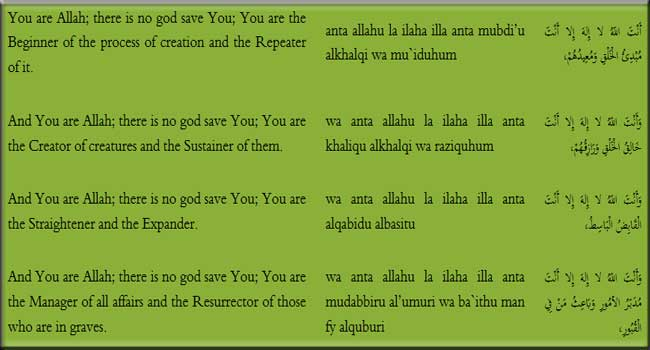 You are Allah; there is no god save You; You are the
Beginner of the process of creation and the Repeater
of it.
anta allahu la ilaha illa anta mubdi'u
alkhalqi wa mu`iduhum
أَنْتَ اللهُ لا إِلهَ إِلا أَنْتَ
مُبْدِئُ الْخَلْقِ وَمُعِيدُهُمْ،
And You are Allah; there is no god save You; You are
the Creator of creatures and the Sustainer of them.
wa anta allahu la ilaha illa anta
khaliqu alkhalqi wa raziquhum
وَأَنْتَ اللهُ لا إِلهَ إِلا أَنْتَ
خَالِقُ الْخَلْقِ وَرَازِقُهُمْ،
And You are Allah; there is no god save You; You are
the Straightener and the Expander.
wa anta allahu la ilaha illa anta
alqabidu albasitu
وَأَنْتَ اللهُ لا إِلهَ إِلا أَنْتَ
الْقَابِضُ الْبَاسِطُ،
And You are Allah; there is no god save You; You are
the Manager of all affairs and the Resurrector of those
who are in graves.
wa anta allahu la ilaha illa anta
mudabbiru al'umuri wa ba`ithu man
fy alquburi
وَأَنْتَ اللهُ لا إِلهَ إِلا أَنْتَ
مُدَبِّرُ الأُمُورِ وَبَاعِثُ مَنْ فِي
الْقُبُورِ،